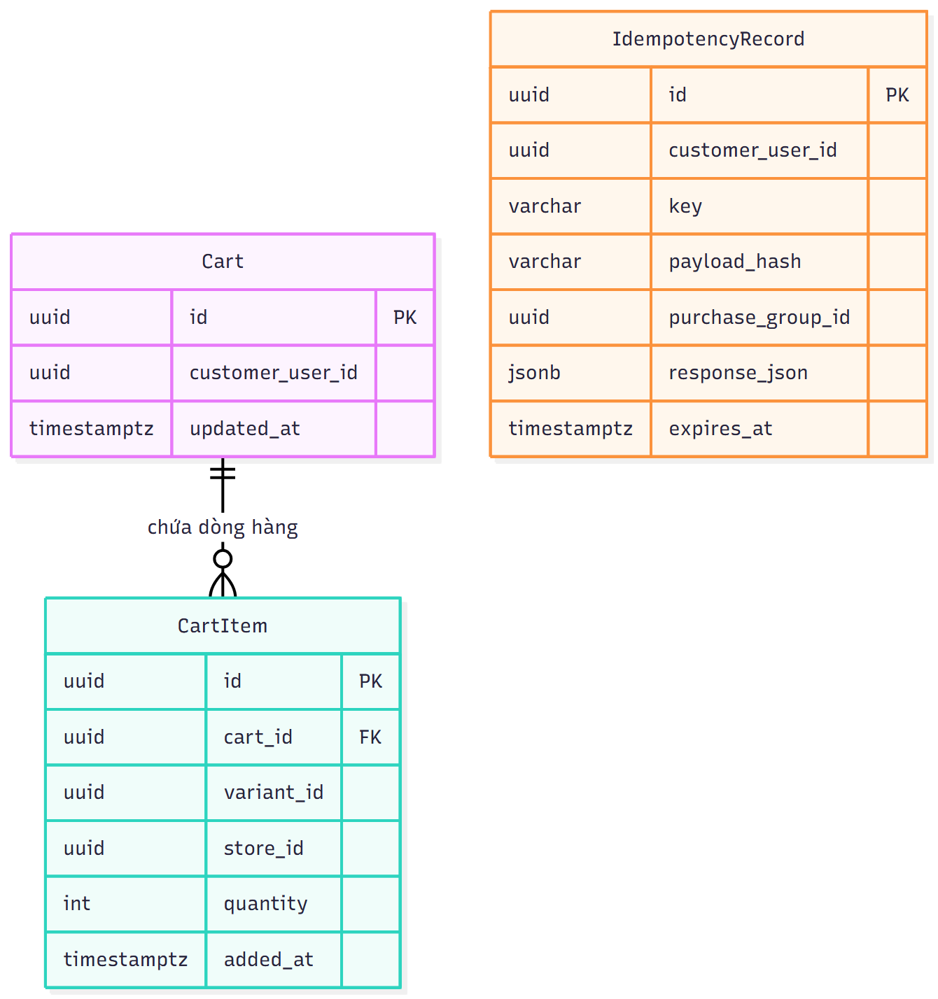 IdempotencyRecord
uuid id PK
uuid customer_user_id
varchar key
varchar payload_hash
uuid purchase_group_id
jsonb response_json
timestamptz expires_at
Cart
uuid id PK
uuid customer_user_id
timestamptz updated_at
chứa dòng hàng
CartItem
uuid id PK
uuid cart_id FK
uuid variant_id
uuid store_id
int quantity
timestamptz added_at